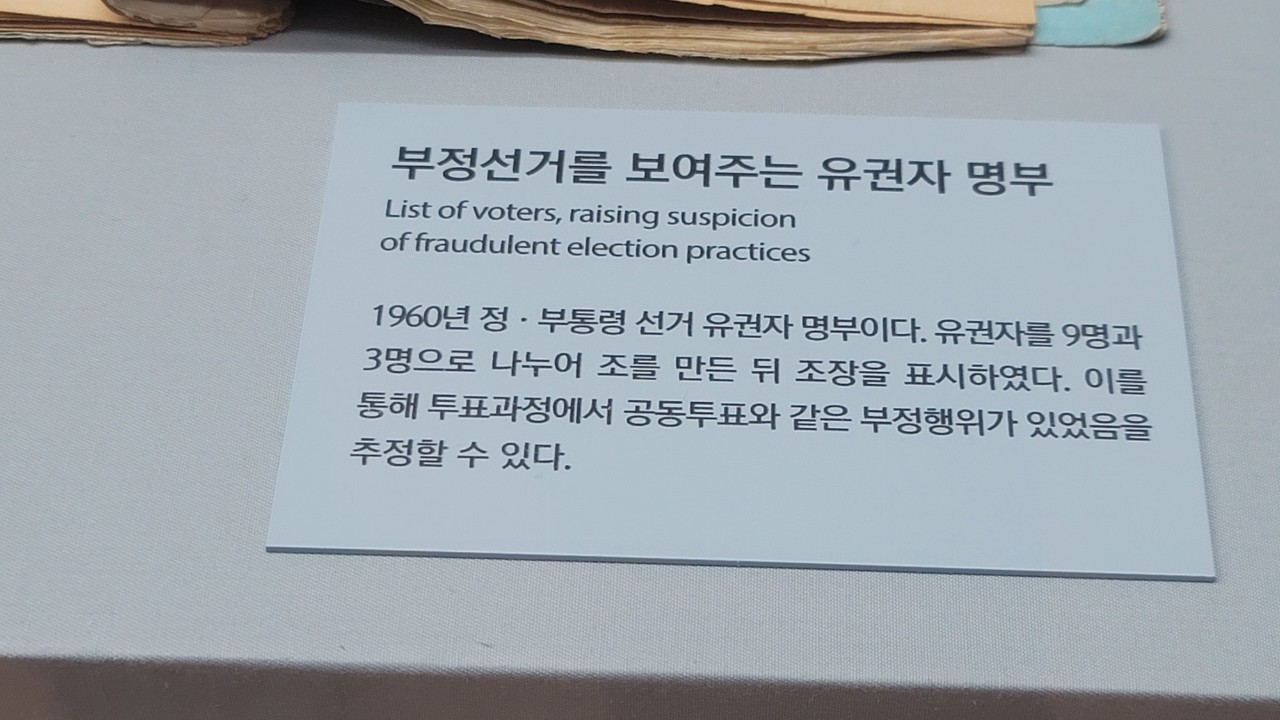 부정선거를 보여주는 유권자 명부
List of voters, raising suspicion
of fraudulent election practices
1960년 정 · 부통령 선거 유권자 명부이다. 유권자를 9명과
3명으로 나누어 조를 만든 뒤 조장을 표시하였다. 이를
통해 투표과정에서 공동투표와 같은 부정행위가 있었음을
추정할 수 있다.